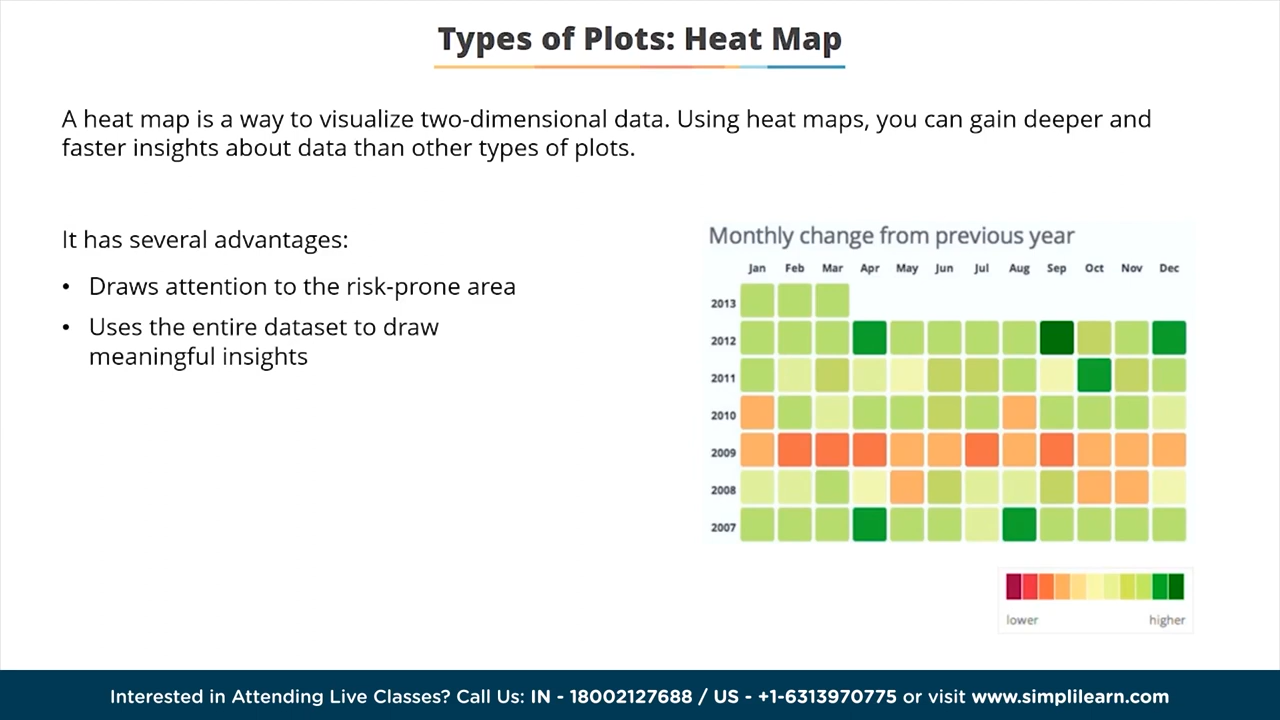 Types of Plots: Heat Map
A heat map is a way to visualize two-dimensional data. Using heat maps, you can gain deeper and
faster insights about data than other types of plots.
It has several advantages:
• Draws attention to the risk-prone area
• Uses the entire dataset to draw
meaningful insights
Monthly change from previous year
Jan Feb Mar Apr May Jun Jul Aug Sep Oct Nov Dec
2013
2012
2011
2010
2009
2008
2007
lower higher
Interested in Attending Live Classes? Call Us: IN - 18002127688 / US - +1-6313970775 or visit www.simplilearn.com